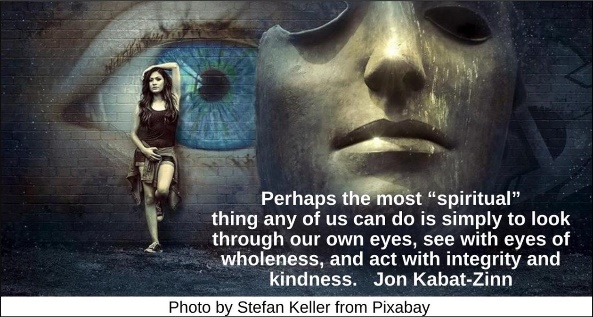 Perhaps the most “spiritual”
thing any of us can do is simply to look
through our own eyes, see with eyes of
wholeness, and act with integrity and
kindness.   Jon Kabat-Zinn
Photo by Stefan Keller from Pixabay